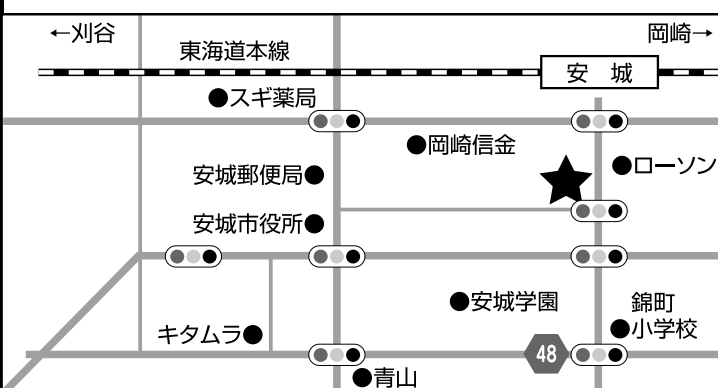 ←刈谷
岡崎→
東海道本線
安 城
●スギ薬局
●岡崎信金
●ローソン
安城郵便局●
安城市役所●
●安城学園
錦町
●小学校
キタムラ●
48
●青山